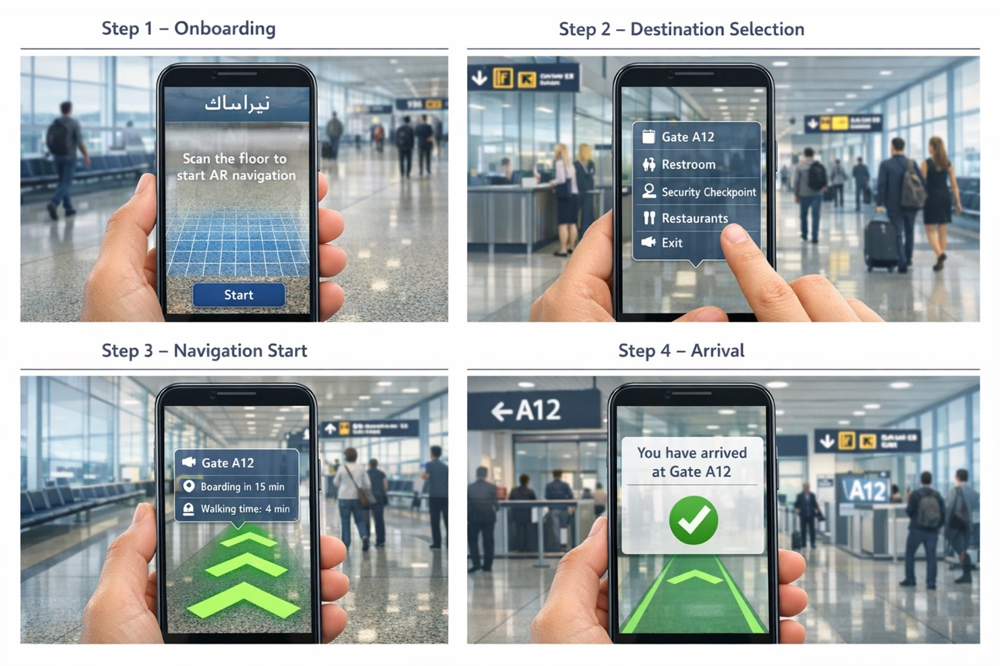 Step 1 – Onboarding
نيراساك
Scan the floor to
start AR navigation
Start
Step 2 – Destination Selection
Gate A12
Restroom
Security Checkpoint
Restaurants
Exit
Step 3 – Navigation Start
Gate A12
Boarding in 15 min
Walking time: 4 min
Step 4 – Arrival
←A12
You have arrived
at Gate A12
A12